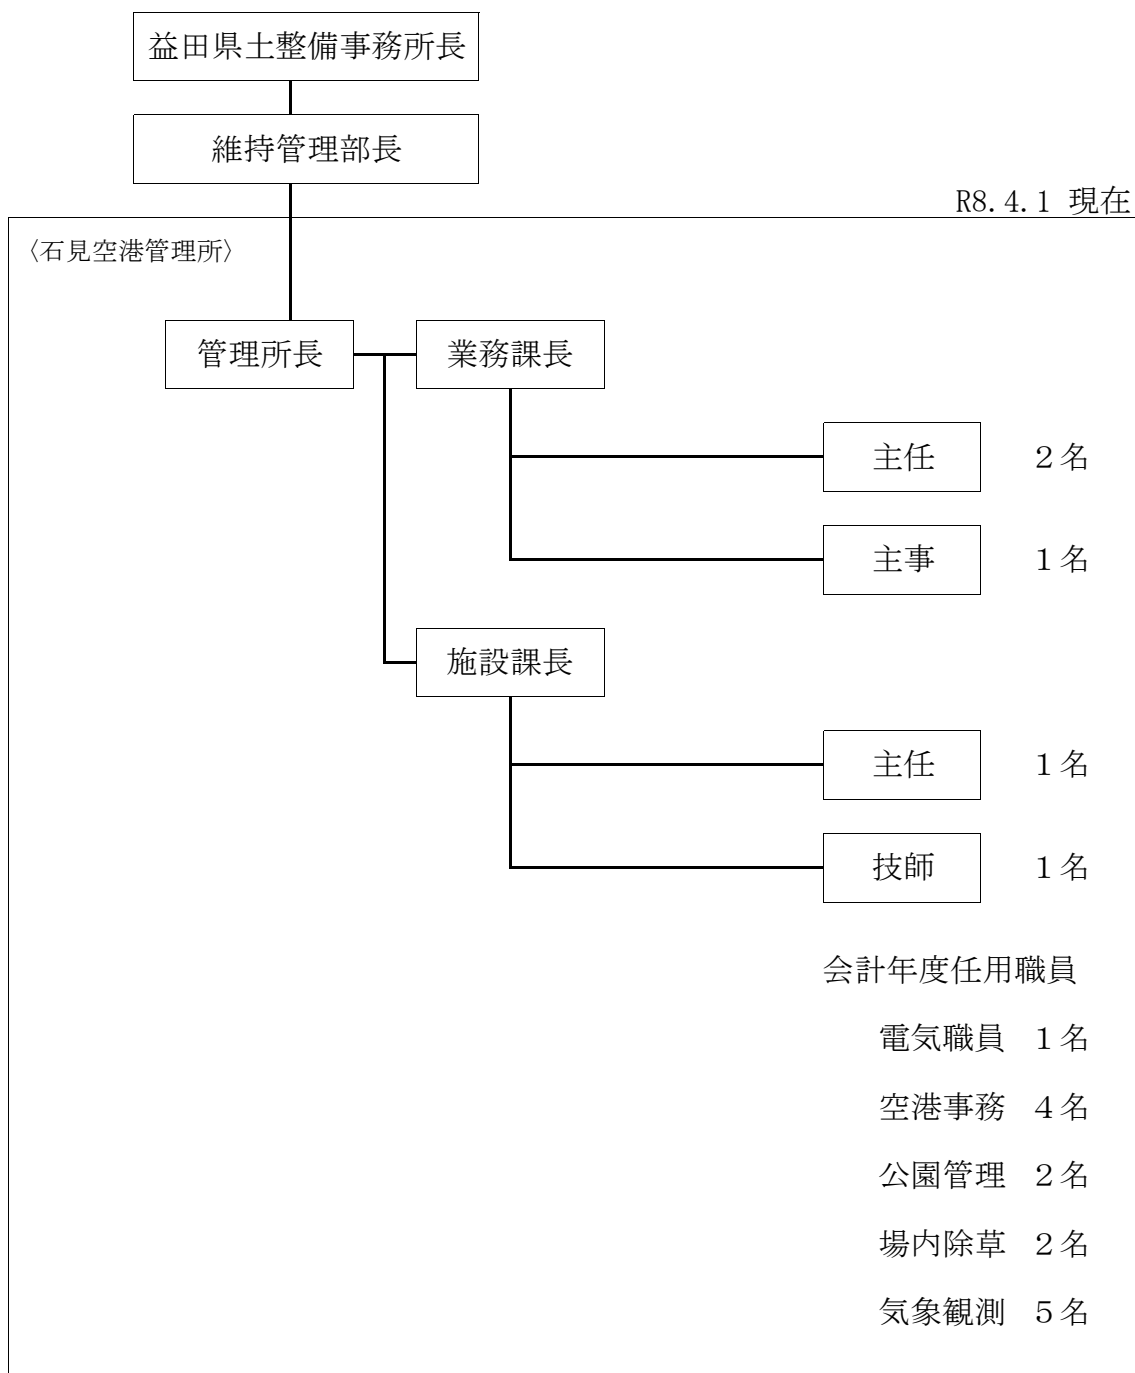 益田県土整備事務所長
維持管理部長
R8.4.1 現在
〈石見空港管理所〉
管理所長 業務課長
主任 2名
主事 1名
施設課長
主任 1名
技師 1名
会計年度任用職員
電気職員 1名
空港事務 4名
公園管理 2名
場内除草 2名
気象観測 5名